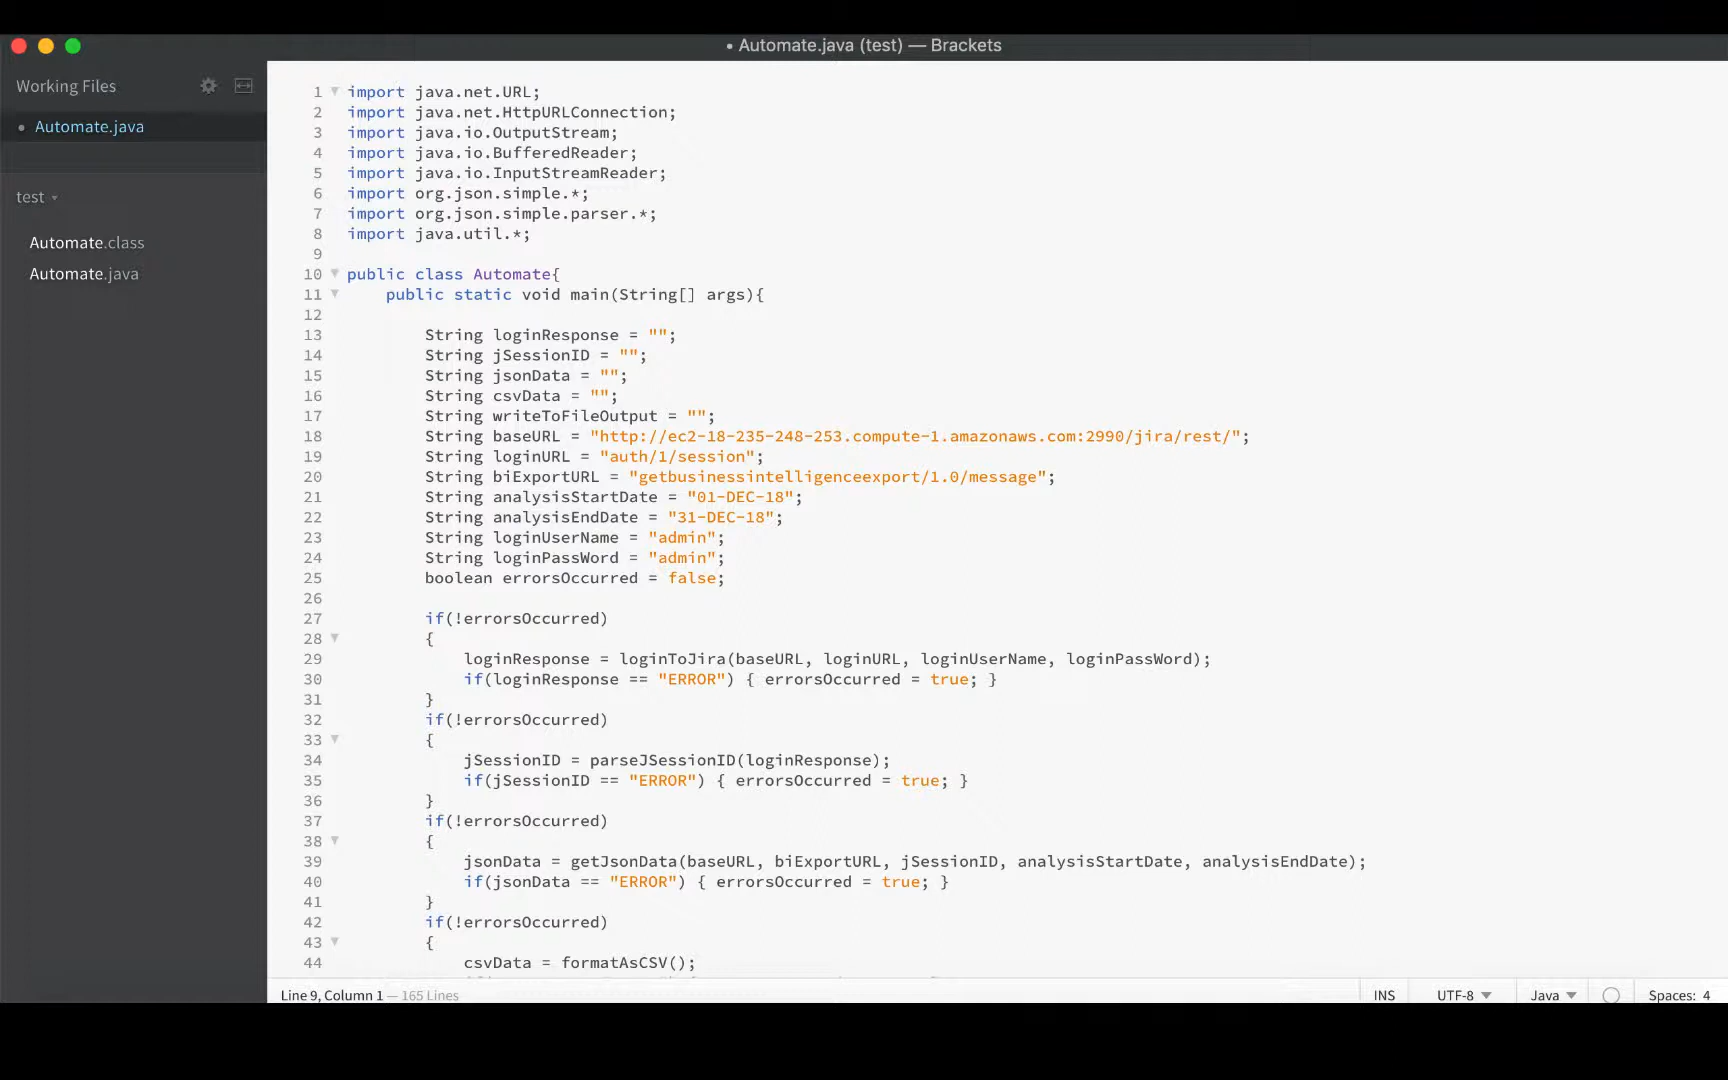 • Automate.java (test) — Brackets
Working Files
• Automate.java
test
Automate.class
Automate.java
1 import java.net.URL;
2 import java.net.HttpURLConnection;
3 import java.io.OutputStream;
4 import java.io.BufferedReader;
5 import java.io.InputStreamReader;
6 import org.json.simple.*;
7 import org.json.simple.parser.*;
8 import java.util.*;
9
10 public class Automate{
11     public static void main(String[] args){
12
13         String loginResponse = "";
14         String jSessionID = "";
15         String jsonData = "";
16         String csvData = "";
17         String writeToFileOutput = "";
18         String baseURL = "http://ec2-18-235-248-253.compute-1.amazonaws.com:2990/jira/rest/";
19         String loginURL = "auth/1/session";
20         String biExportURL = "getbusinessintelligenceexport/1.0/message";
21         String analysisStartDate = "01-DEC-18";
22         String analysisEndDate = "31-DEC-18";
23         String loginUserName = "admin";
24         String loginPassWord = "admin";
25         boolean errorsOccurred = false;
26
27         if(!errorsOccurred)
28         {
29             loginResponse = loginToJira(baseURL, loginURL, loginUserName, loginPassWord);
30             if(loginResponse == "ERROR") { errorsOccurred = true; }
31         }
32         if(!errorsOccurred)
33         {
34             jSessionID = parseJSessionID(loginResponse);
35             if(jSessionID == "ERROR") { errorsOccurred = true; }
36         }
37         if(!errorsOccurred)
38         {
39             jsonData = getJsonData(baseURL, biExportURL, jSessionID, analysisStartDate, analysisEndDate);
40             if(jsonData == "ERROR") { errorsOccurred = true; }
41         }
42         if(!errorsOccurred)
43         {
44             csvData = formatAsCSV();
Line 9, Column 1 — 165 Lines
INS UTF-8 Java Spaces: 4